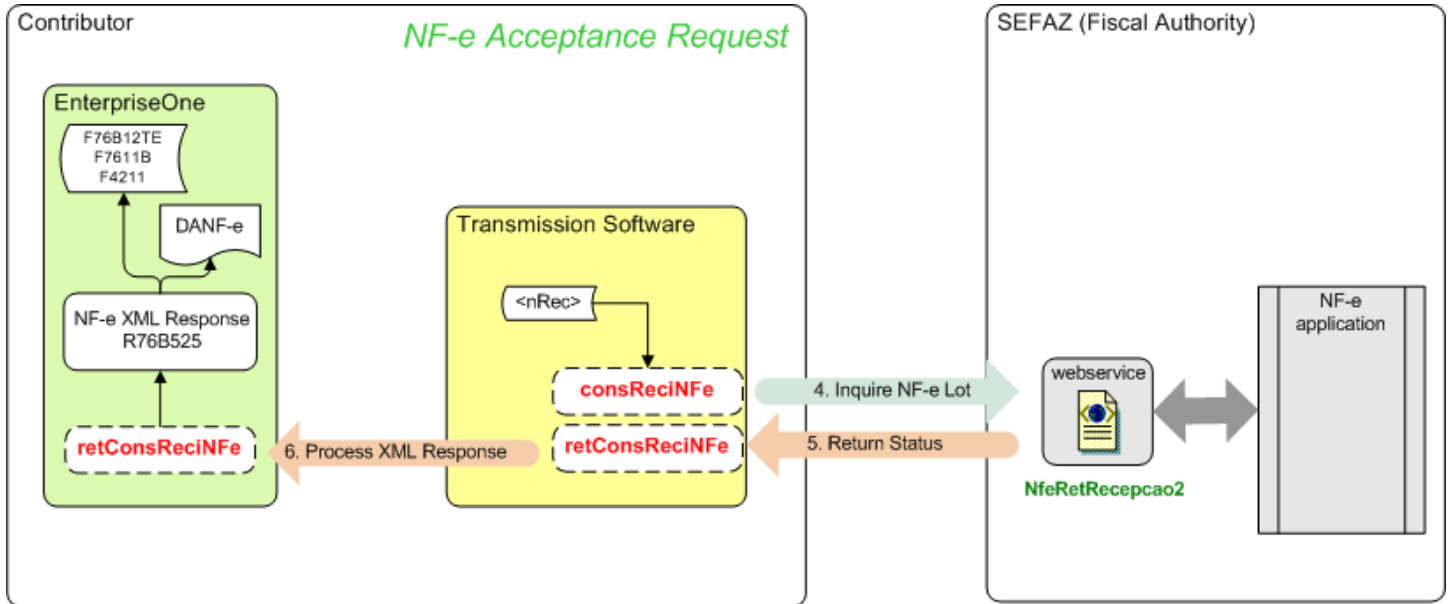 Contributor
NF-e Acceptance Request
EnterpriseOne
F76B12TE
F7611B
F4211
DANF-e
NF-e XML Response
R76B525
retConsReciNFe
6. Process XML Response
Transmission Software
<nRec>
consReciNFe
retConsReciNFe
4. Inquire NF-e Lot
5. Return Status
SEFAZ (Fiscal Authority)
webservice
NfeRetRecepcao2
NF-e
application